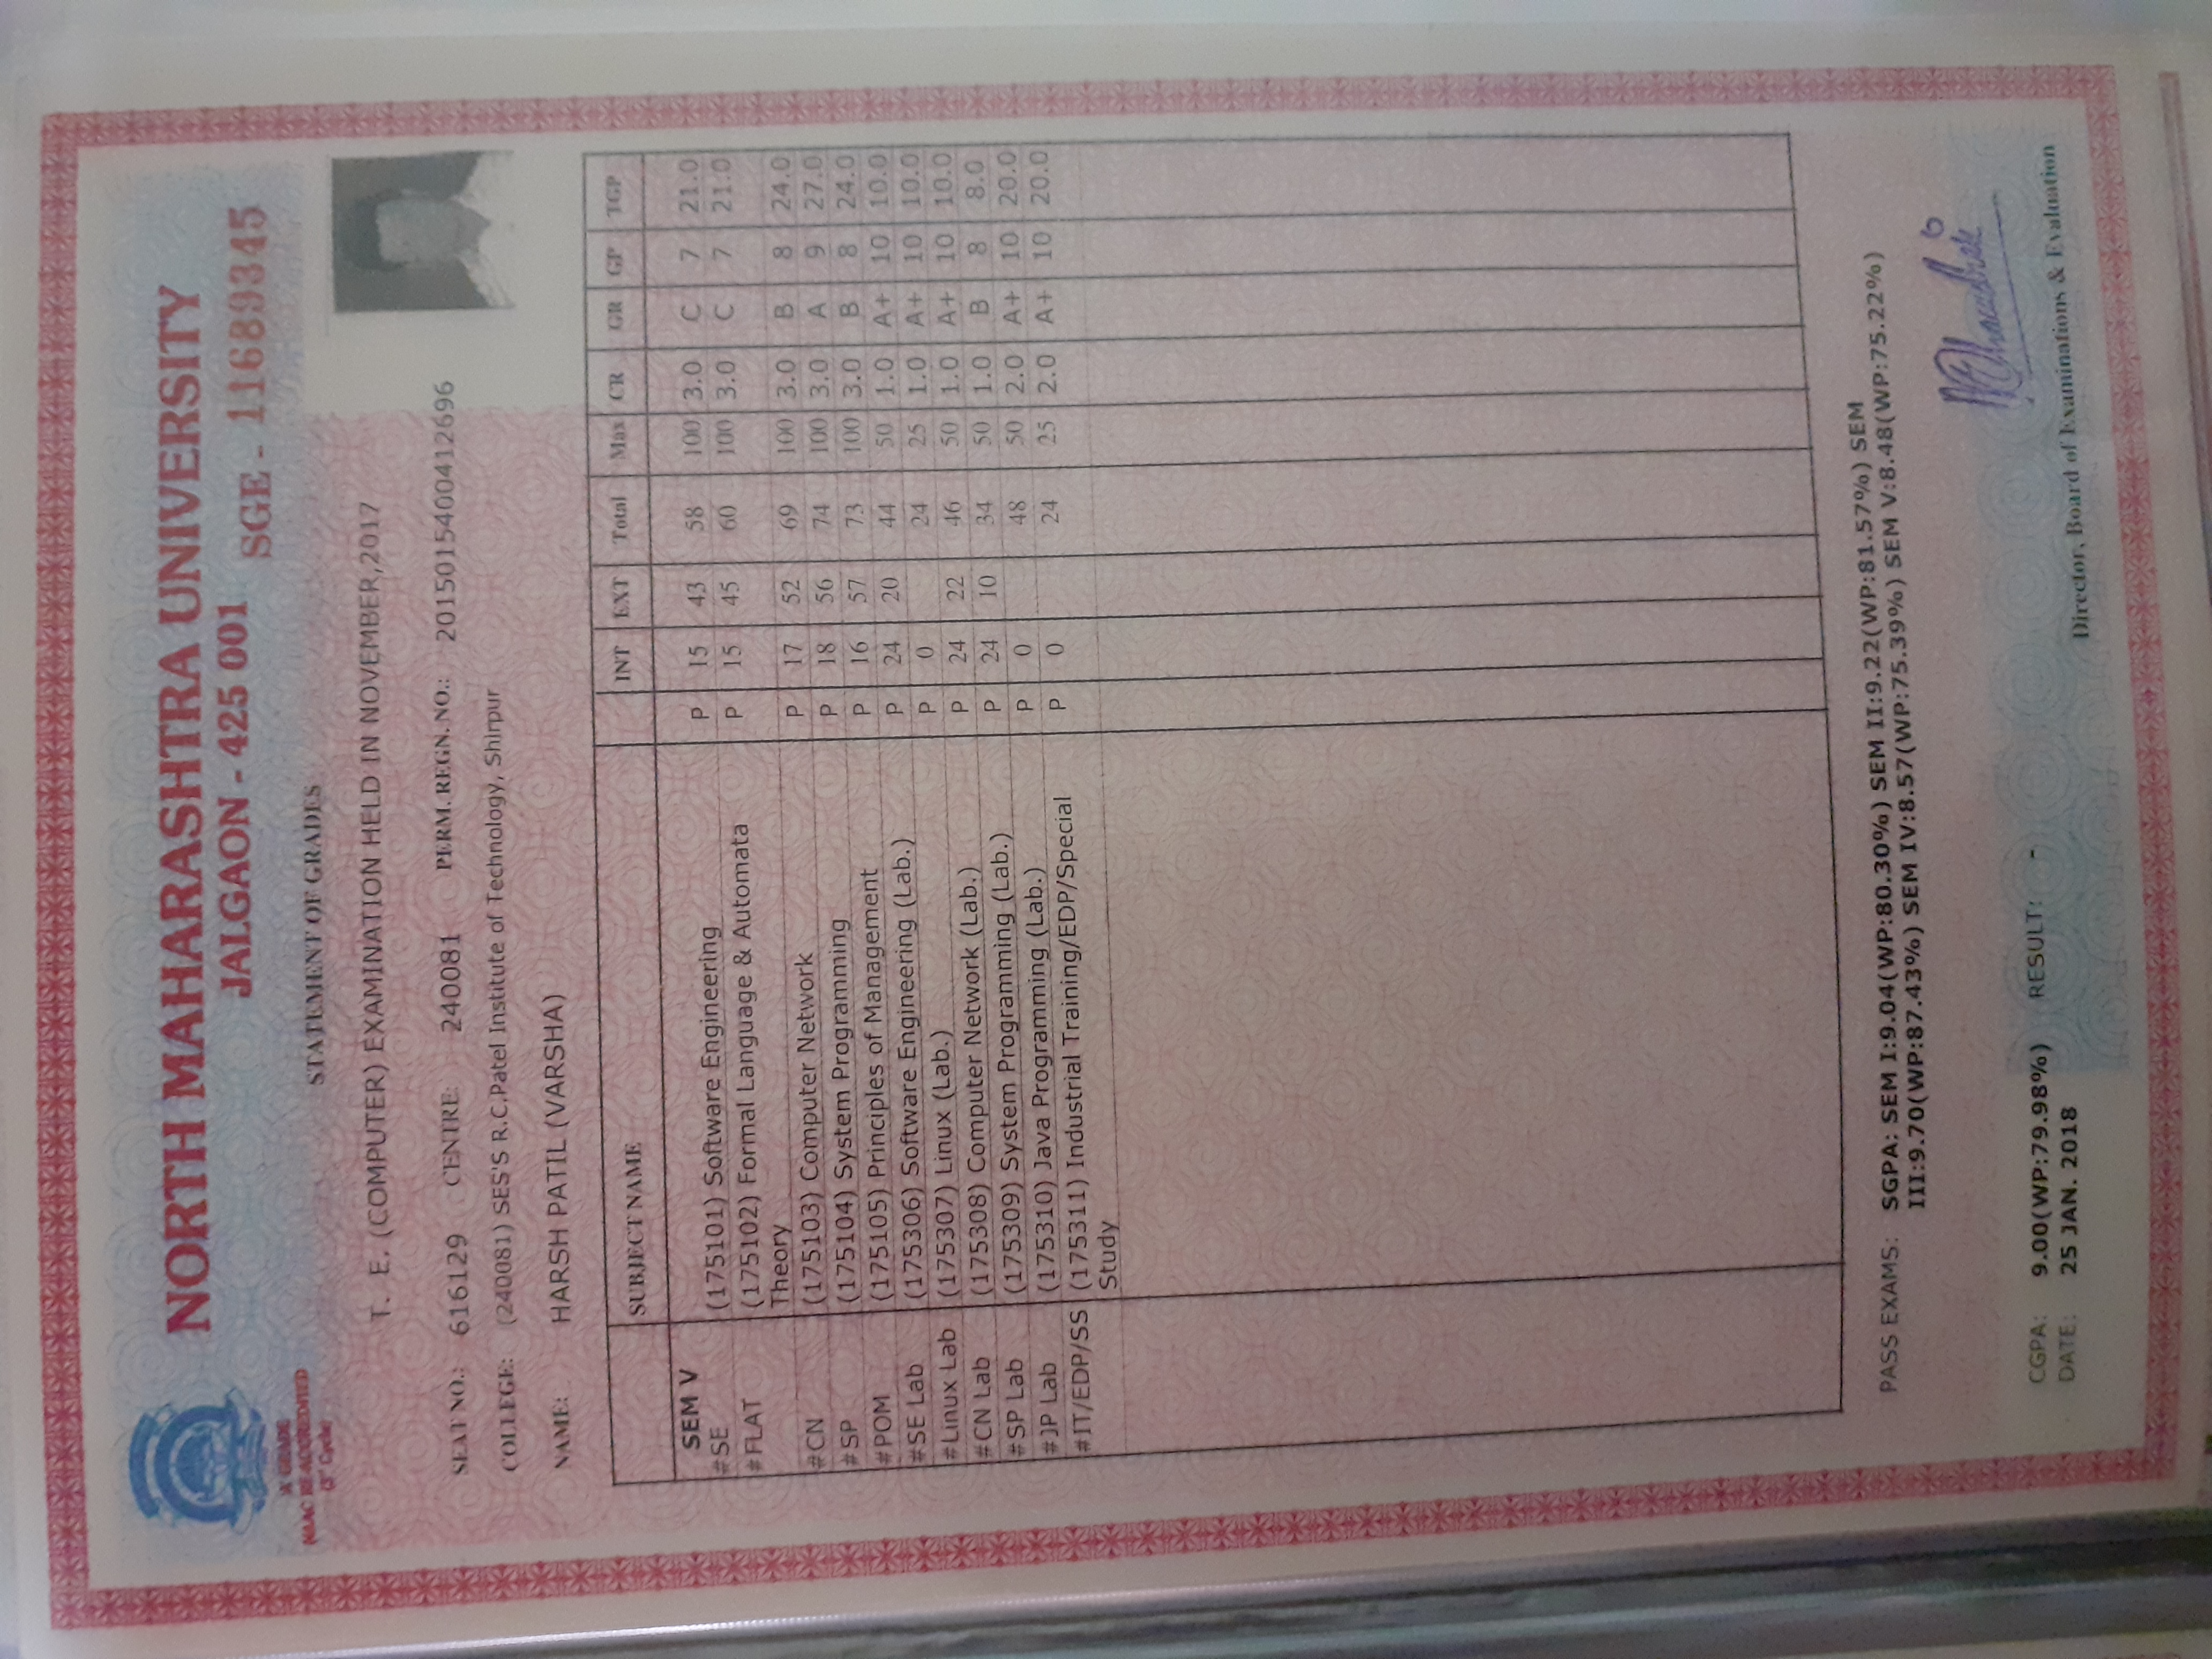 NORTH MAHARASHTRA UNIVERSITY
JALGAON - 425 001
SGE - 11689345
'A' GRADE
NAAC RE-ACCREDITED
(3rd Cycle)
STATEMENT OF GRADES
T. E. (COMPUTER) EXAMINATION HELD IN NOVEMBER,2017
SEAT NO.: 616129 CENTRE: 240081 PERM. REGN. NO.: 2015015400412696
COLLEGE: (240081) SES'S R.C.Patel Institute of Technology, Shirpur
NAME: HARSH PATIL (VARSHA)
SUBJECT NAME INT EXT Total Max CR GR GP TGP
SEM V
#SE (175101) Software Engineering P 15 43 58 100 3.0 C 7 21.0
#FLAT (175102) Formal Language & Automata P 15 45 60 100 3.0 C 7 21.0
Theory
#CN (175103) Computer Network P 17 52 69 100 3.0 B 8 24.0
#SP (175104) System Programming P 18 56 74 100 3.0 A 9 27.0
#POM (175105) Principles of Management P 16 57 73 100 3.0 B 8 24.0
#SE Lab (175306) Software Engineering (Lab.) P 24 20 44 50 1.0 A+ 10 10.0
#Linux Lab (175307) Linux (Lab.) P 0 24 25 1.0 A+ 10 10.0
#CN Lab (175308) Computer Network (Lab.) P 24 22 46 50 1.0 A+ 10 10.0
#SP Lab (175309) System Programming (Lab.) P 24 10 34 50 1.0 B 8 8.0
#JP Lab (175310) Java Programming (Lab.) P 0 48 50 2.0 A+ 10 20.0
#IT/EDP/SS (175311) Industrial Training/EDP/Special P 0 24 25 2.0 A+ 10 20.0
Study
PASS EXAMS: SGPA: SEM I:9.04(WP:80.30%) SEM II:9.22(WP:81.57%) SEM
III:9.70(WP:87.43%) SEM IV:8.57(WP:75.39%) SEM V:8.48(WP:75.22%)
CGPA: 9.00(WP:79.98%) RESULT: -
DATE: 25 JAN. 2018
Director, Board of Examinations & Evaluation